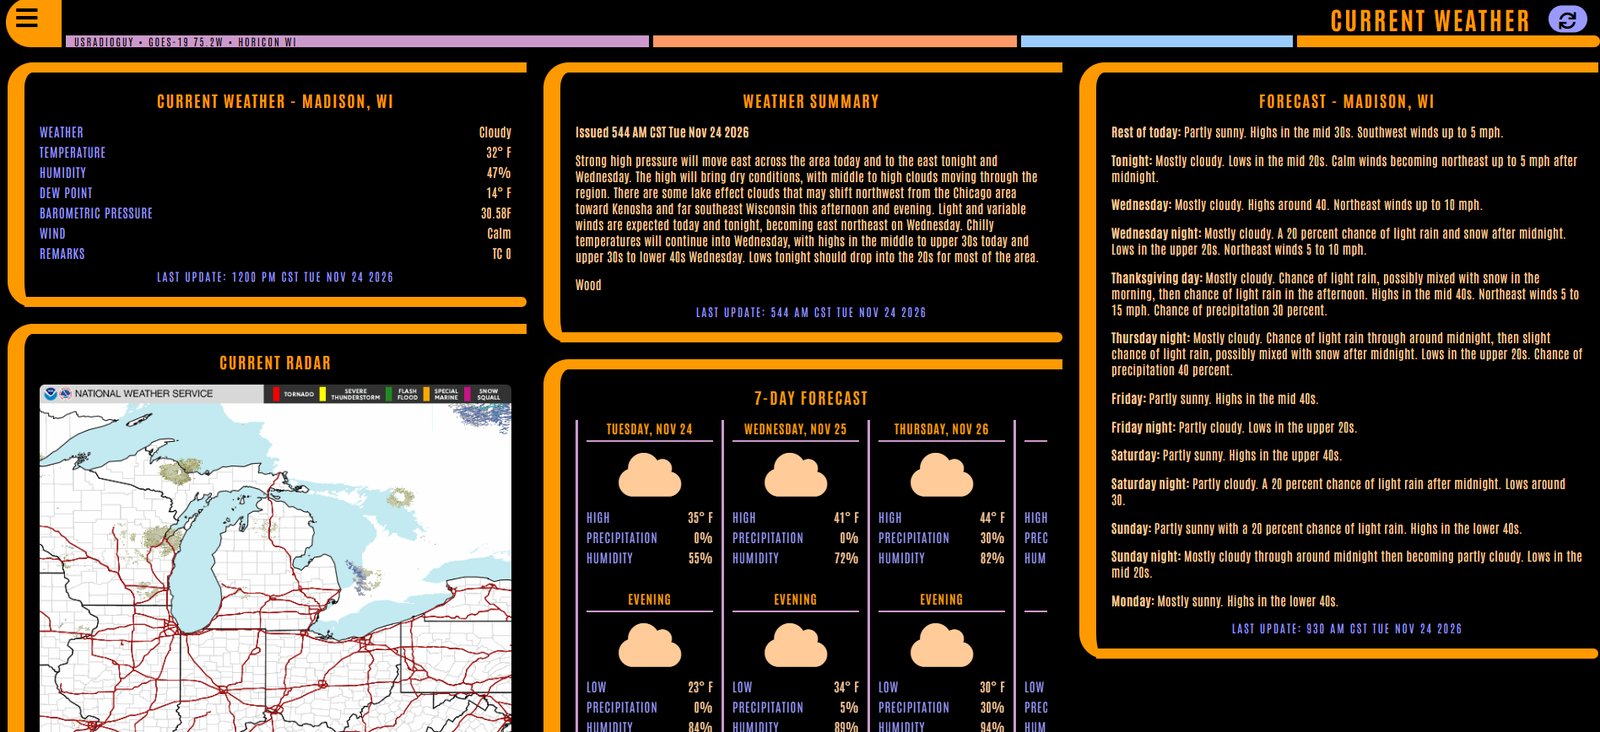 CURRENT WEATHER
USRADIOGUY • GOES-19 75.2W • HORICON WI
CURRENT WEATHER - MADISON, WI
WEATHER Cloudy
TEMPERATURE 32° F
HUMIDITY 47%
DEW POINT 14° F
BAROMETRIC PRESSURE 30.58F
WIND Calm
REMARKS TC 0
LAST UPDATE: 1200 PM CST TUE NOV 24 2026
CURRENT RADAR
NATIONAL WEATHER SERVICE
TORNADO
SEVERE
THUNDERSTORM
FLASH
FLOOD
SPECIAL
MARINE
SNOW
SQUALL
WEATHER SUMMARY
Issued 544 AM CST Tue Nov 24 2026
Strong high pressure will move east across the area today and to the east tonight and
Wednesday. The high will bring dry conditions, with middle to high clouds moving through the
region. There are some lake effect clouds that may shift northwest from the Chicago area
toward Kenosha and far southeast Wisconsin this afternoon and evening. Light and variable
winds are expected today and tonight, becoming east northeast on Wednesday. Chilly
temperatures will continue into Wednesday, with highs in the middle to upper 30s today and
upper 30s to lower 40s Wednesday. Lows tonight should drop into the 20s for most of the area.
Wood
LAST UPDATE: 544 AM CST TUE NOV 24 2026
7-DAY FORECAST
TUESDAY, NOV 24
HIGH 35° F
PRECIPITATION 0%
HUMIDITY 55%
EVENING
LOW 23° F
PRECIPITATION 0%
HUMIDITY 84%
WEDNESDAY, NOV 25
HIGH 41° F
PRECIPITATION 0%
HUMIDITY 72%
EVENING
LOW 34° F
PRECIPITATION 5%
HUMIDITY 89%
THURSDAY, NOV 26
HIGH 44° F
PRECIPITATION 30%
HUMIDITY 82%
EVENING
LOW 30° F
PRECIPITATION 30%
HUMIDITY 94%
HIGH
PREC
HUM
LOW
PREC
HUM
FORECAST - MADISON, WI
Rest of today: Partly sunny. Highs in the mid 30s. Southwest winds up to 5 mph.
Tonight: Mostly cloudy. Lows in the mid 20s. Calm winds becoming northeast up to 5 mph after
midnight.
Wednesday: Mostly cloudy. Highs around 40. Northeast winds up to 10 mph.
Wednesday night: Mostly cloudy. A 20 percent chance of light rain and snow after midnight.
Lows in the upper 20s. Northeast winds 5 to 10 mph.
Thanksgiving day: Mostly cloudy. Chance of light rain, possibly mixed with snow in the
morning, then chance of light rain in the afternoon. Highs in the mid 40s. Northeast winds 5 to
15 mph. Chance of precipitation 30 percent.
Thursday night: Mostly cloudy. Chance of light rain through around midnight, then slight
chance of light rain, possibly mixed with snow after midnight. Lows in the upper 20s. Chance of
precipitation 40 percent.
Friday: Partly sunny. Highs in the mid 40s.
Friday night: Partly cloudy. Lows in the upper 20s.
Saturday: Partly sunny. Highs in the upper 40s.
Saturday night: Partly cloudy. A 20 percent chance of light rain after midnight. Lows around
30.
Sunday: Partly sunny with a 20 percent chance of light rain. Highs in the lower 40s.
Sunday night: Mostly cloudy through around midnight then becoming partly cloudy. Lows in the
mid 20s.
Monday: Mostly sunny. Highs in the lower 40s.
LAST UPDATE: 930 AM CST TUE NOV 24 2026